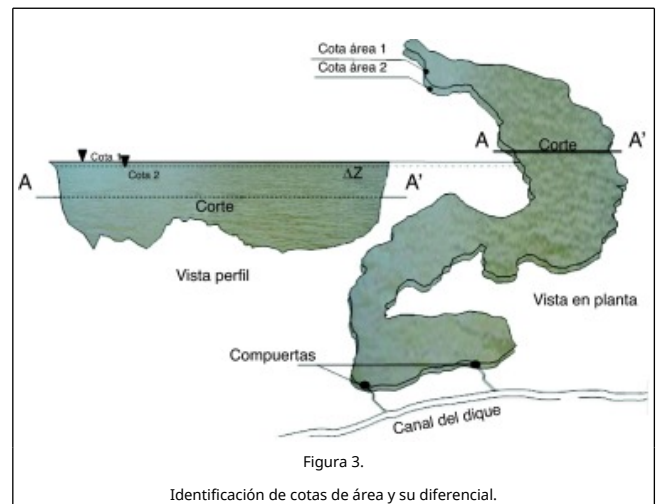 Cota área 1
Cota área 2
A Corte A'
Cota 1
Cota 2
ΔZ
A A'
Corte
Vista perfil
Vista en planta
Compuertas
Canal del dique
Figura 3.
Identificación de cotas de área y su diferencial.